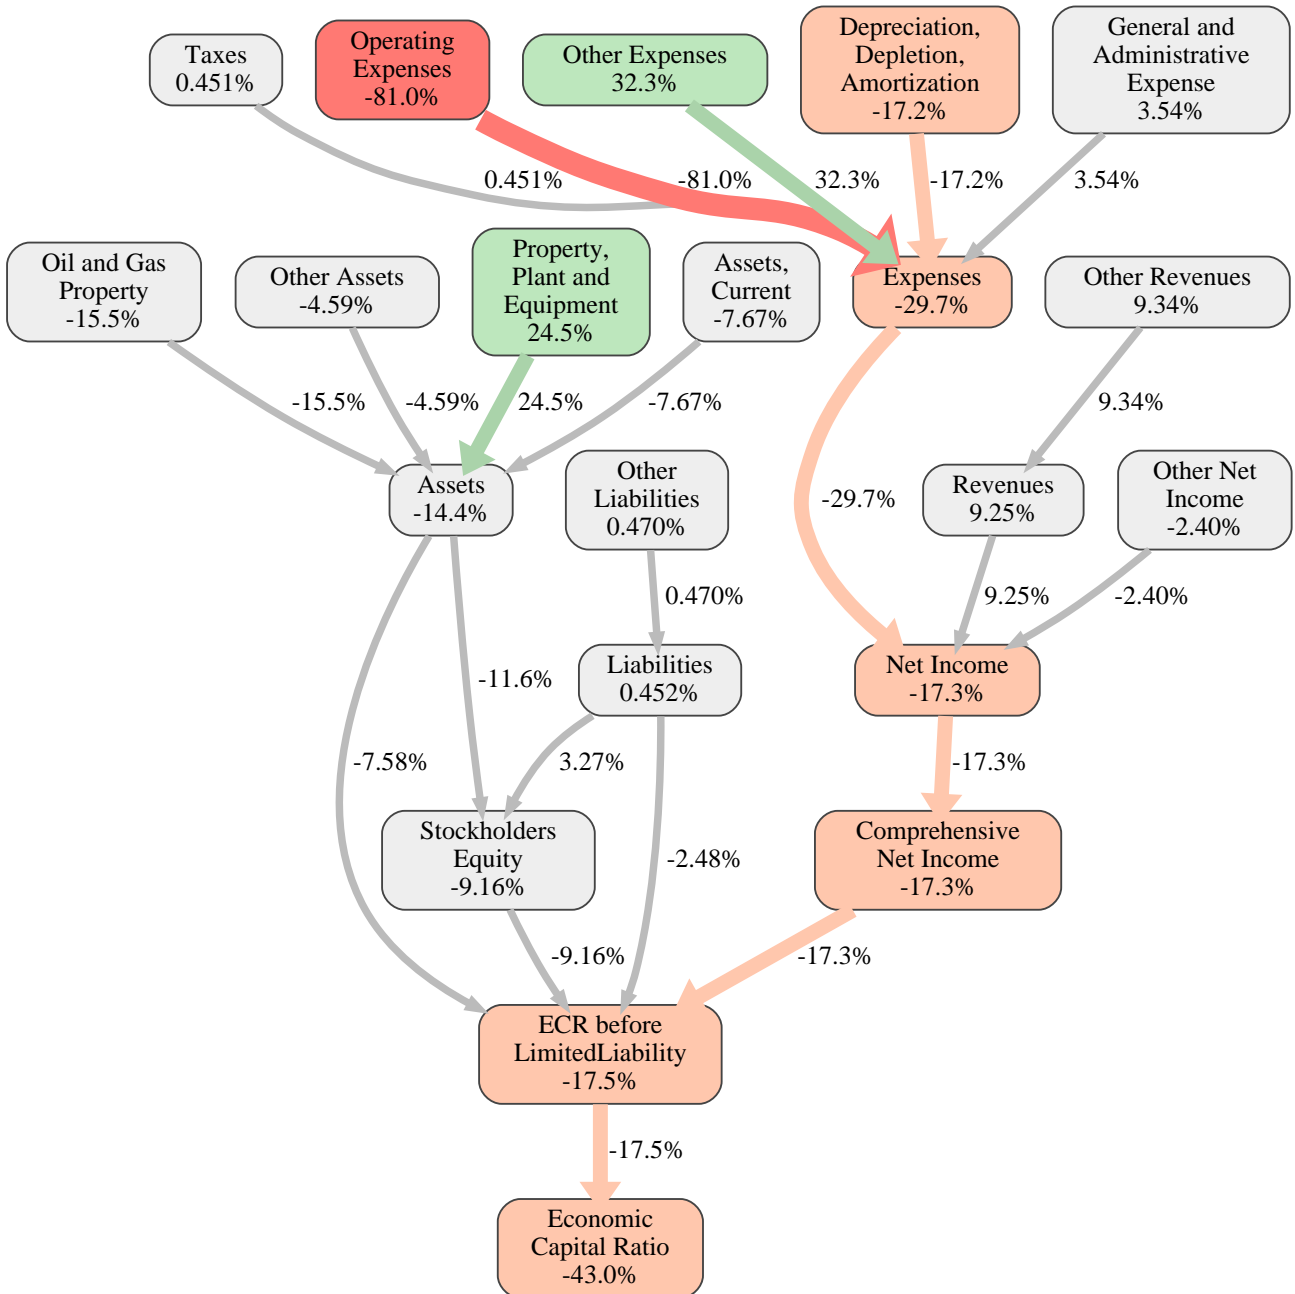 Taxes
0.451%
Operating
Expenses
-81.0%
Other Expenses
32.3%
Depreciation,
Depletion,
Amortization
-17.2%
General and
Administrative
Expense
3.54%
0.451%
-81.0%
32.3%
-17.2%
3.54%
Oil and Gas
Property
-15.5%
Other Assets
-4.59%
Property,
Plant and
Equipment
24.5%
Assets,
Current
-7.67%
Expenses
-29.7%
Other Revenues
9.34%
-15.5%
-4.59%
24.5%
-7.67%
9.34%
Assets
-14.4%
Other
Liabilities
0.470%
-29.7%
Revenues
9.25%
Other Net
Income
-2.40%
0.470%
9.25%
-2.40%
-11.6%
Liabilities
0.452%
Net Income
-17.3%
-7.58%
3.27%
-17.3%
Stockholders
Equity
-9.16%
-2.48%
Comprehensive
Net Income
-17.3%
-9.16%
-17.3%
ECR before
LimitedLiability
-17.5%
-17.5%
Economic
Capital Ratio
-43.0%